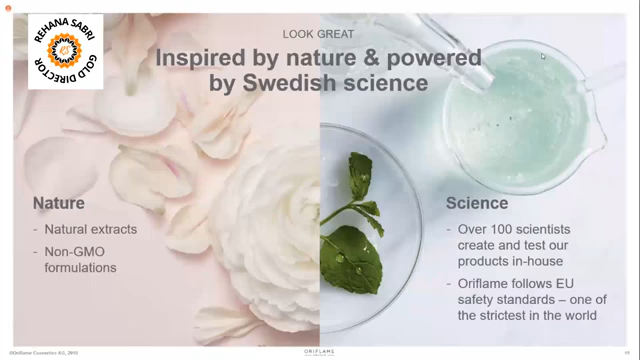 REHANA SABRI
RS
GOLD DIRECTOR
LOOK GREAT
Inspired by nature & powered
by Swedish science
Nature
- Natural extracts
- Non-GMO
formulations
Science
- Over 100 scientists
create and test our
products in-house
- Oriflame follows EU
safety standards – one of
the strictest in the world
©Oriflame Cosmetics AG, 2015
ORIFLAME